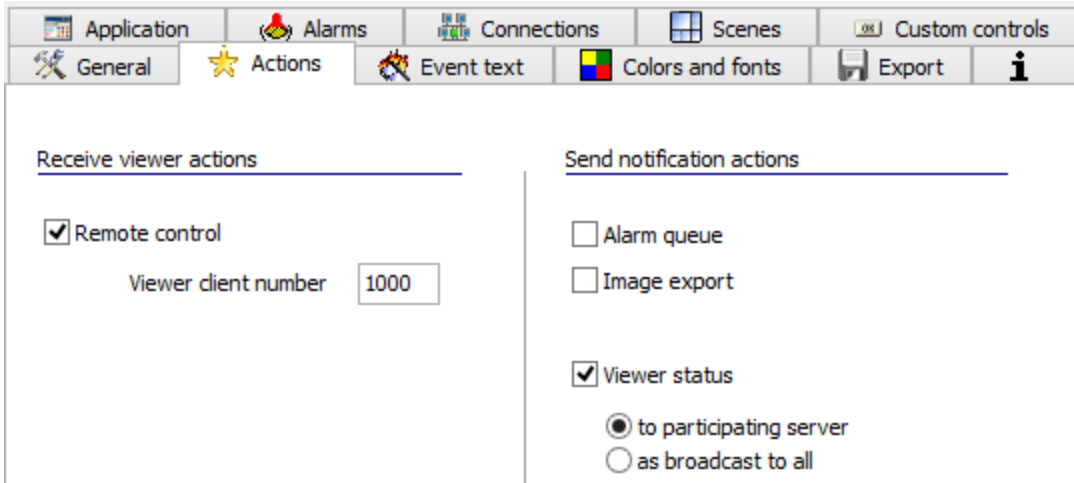 Application Alarms Connections Scenes OK Custom controls
General Actions Event text Colors and fonts Export i
Receive viewer actions Send notification actions
Remote control Alarm queue
Viewer client number 1000 Image export
Viewer status
to participating server
as broadcast to all